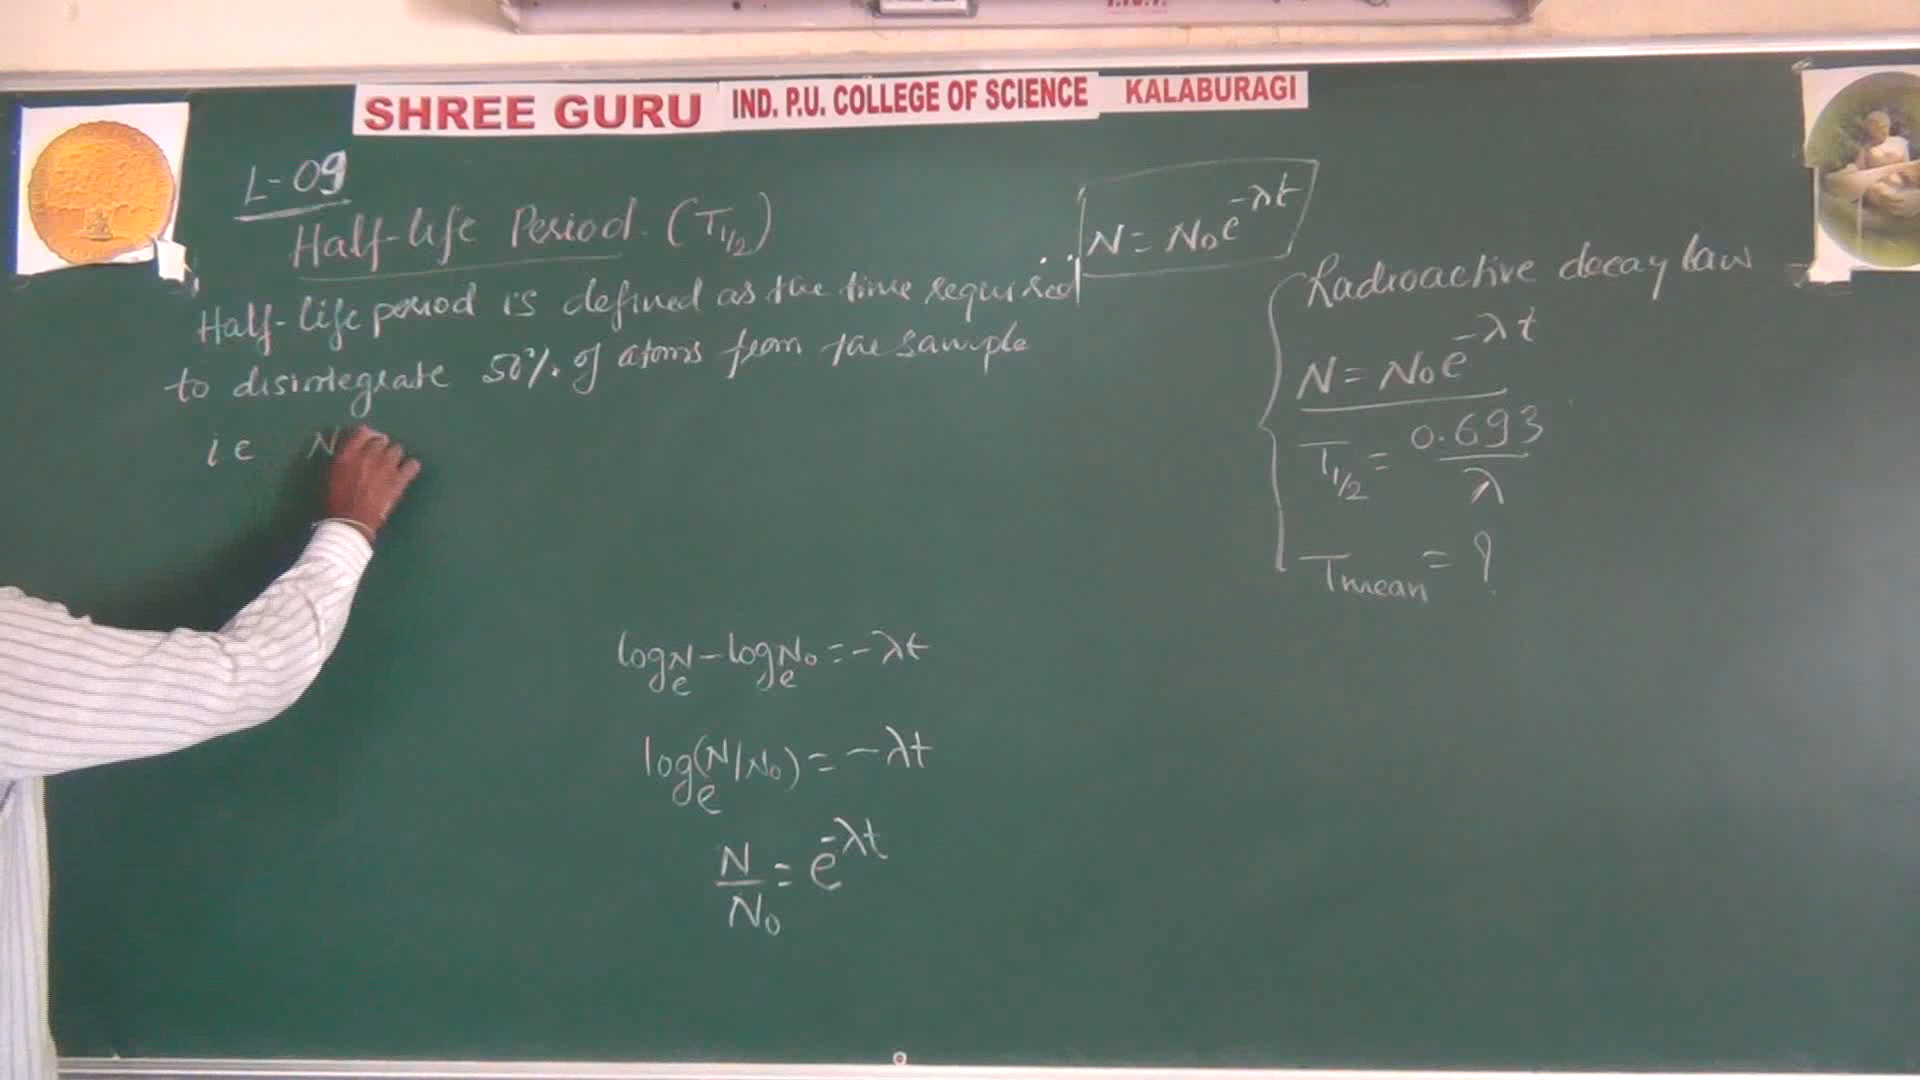 SHREE GURU IND. P.U. COLLEGE OF SCIENCE KALABURAGI
L-09
Half-life Period. (T1/2)
Half-life period is defined as the time required
to disintegrate 50%. of atoms from the sample
ie N
∴ N = N₀e^-λt
Radioactive decay law
N = N₀e^-λt
T1/2 = 0.693/λ
Tmean = ?
logₑN - logₑN₀ = -λt
logₑ(N/N₀) = -λt
N/N₀ = e^-λt